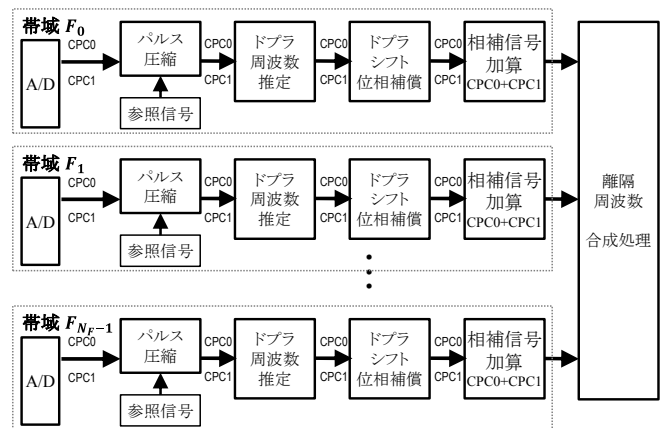 帯域 F0
A/D
CPC0
CPC1
パルス
圧縮
参照信号
CPC0
CPC1
ドプラ
周波数
推定
CPC0
CPC1
ドプラ
シフト
位相補償
CPC0
CPC1
相補信号
加算
CPC0+CPC1
帯域 F1
A/D
CPC0
CPC1
パルス
圧縮
参照信号
CPC0
CPC1
ドプラ
周波数
推定
CPC0
CPC1
ドプラ
シフト
位相補償
CPC0
CPC1
相補信号
加算
CPC0+CPC1
帯域 FNF−1
A/D
CPC0
CPC1
パルス
圧縮
参照信号
CPC0
CPC1
ドプラ
周波数
推定
CPC0
CPC1
ドプラ
シフト
位相補償
CPC0
CPC1
相補信号
加算
CPC0+CPC1
離隔
周波数
合成処理